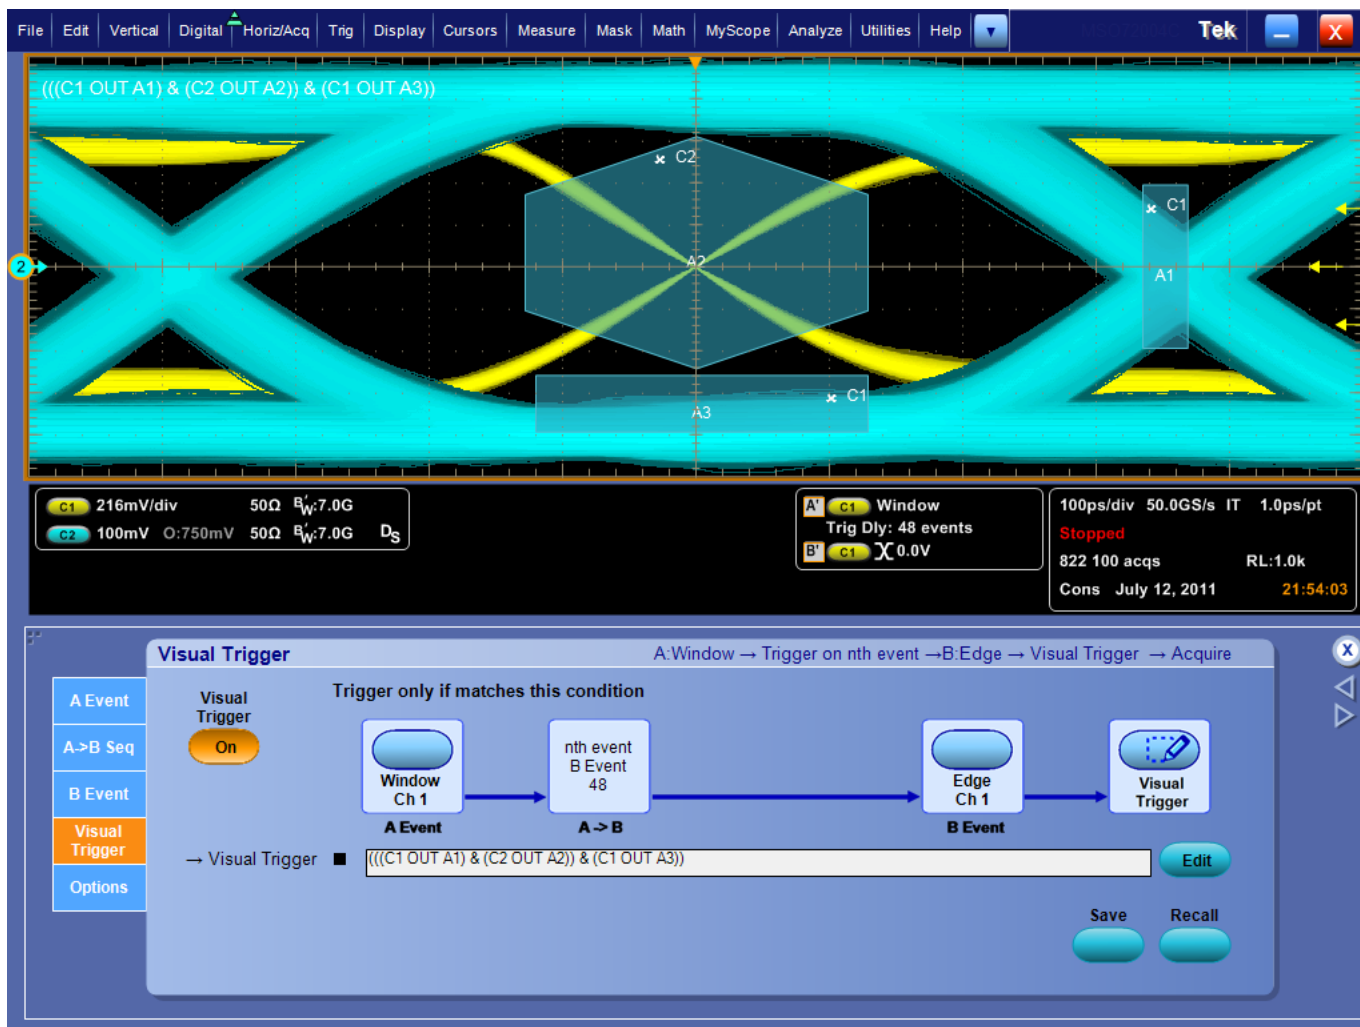 File Edit Vertical Digital Horiz/Acq Trig Display Cursors Measure Mask Math MyScope Analyze Utilities Help Tek X
(((C1 OUT A1) & (C2 OUT A2)) & (C1 OUT A3))
C2
C1
2
A2
A1
C1
A3
C1 216mV/div 50Ω B'W:7.0G
C2 100mV O:750mV 50Ω B'W:7.0G DS
A' C1 Window
Trig Dly: 48 events
B' C1 0.0V
100ps/div 50.0GS/s IT 1.0ps/pt
Stopped
822 100 acqs RL:1.0k
Cons July 12, 2011 21:54:03
Visual Trigger A:Window → Trigger on nth event →B:Edge → Visual Trigger → Acquire X
A Event
A->B Seq
B Event
Visual
Trigger
Options
Visual
Trigger
On
Trigger only if matches this condition
Window
Ch 1
A Event
nth event
B Event
48
A -> B
Edge
Ch 1
B Event
Visual
Trigger
→ Visual Trigger ■ (((C1 OUT A1) & (C2 OUT A2)) & (C1 OUT A3)) Edit
Save Recall